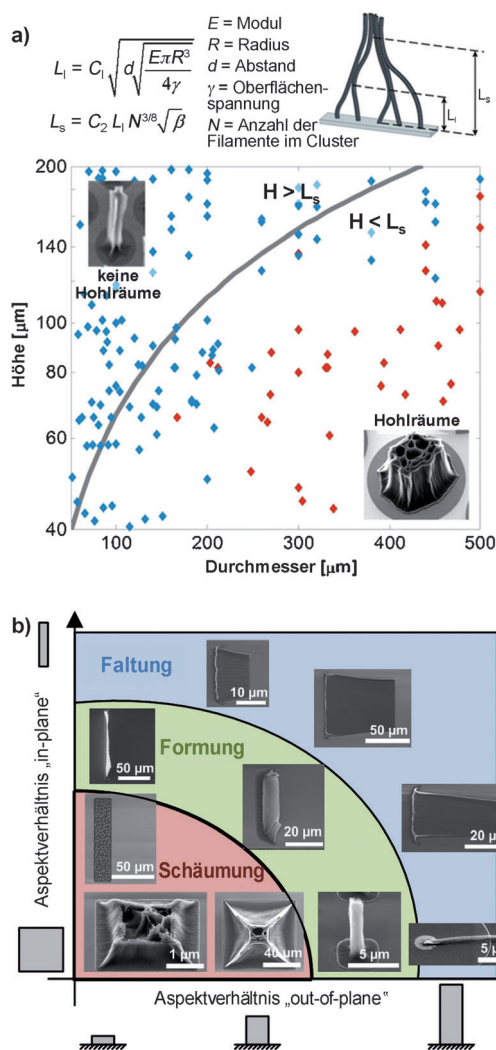 a)
L_l = C_l √(d √(EπR³/4γ))
L_s = C_2 L_l N^{3/8} √β
E = Modul
R = Radius
d = Abstand
γ = Oberflächen-
spannung
N = Anzahl der
Filamente im Cluster
L_l
L_s
200
140
100
80
60
40
Höhe [μm]
keine
Hohlräume
H > L_s
H < L_s
Hohlräume
50
100
200
300
400
500
Durchmesser [μm]
b)
Aspektverhältnis „in-plane“
Faltung
10 μm
50 μm
Formung
50 μm
20 μm
20 μm
50 μm
Schäumung
1 μm
40 μm
5 μm
5 μm
Aspektverhältnis „out-of-plane“